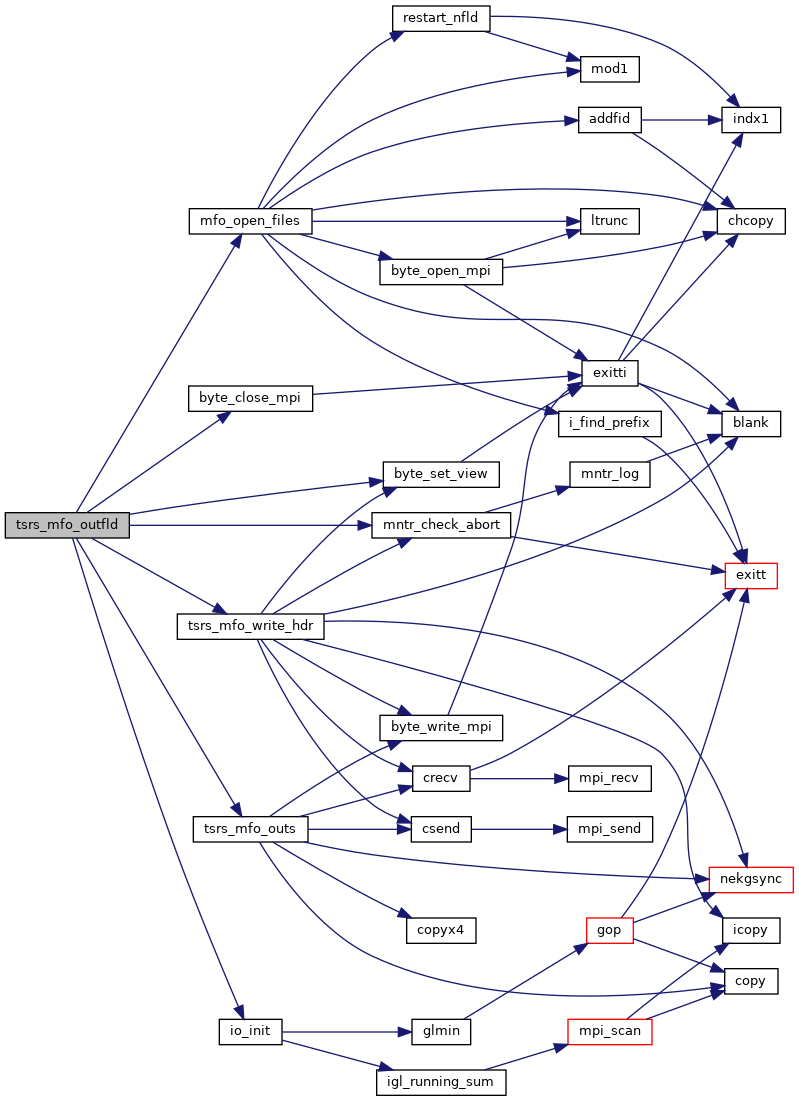 restart_nfld
mod1
addfid
indx1
mfo_open_files
ltrunc
chcopy
byte_open_mpi
exitti
byte_close_mpi
i_find_prefix
blank
byte_set_view
mntr_log
tsrs_mfo_outfld
mntr_check_abort
exitt
tsrs_mfo_write_hdr
byte_write_mpi
crecv
mpi_recv
tsrs_mfo_outs
csend
mpi_send
nekgsync
copyx4
gop
icopy
copy
io_init
glmin
mpi_scan
igl_running_sum